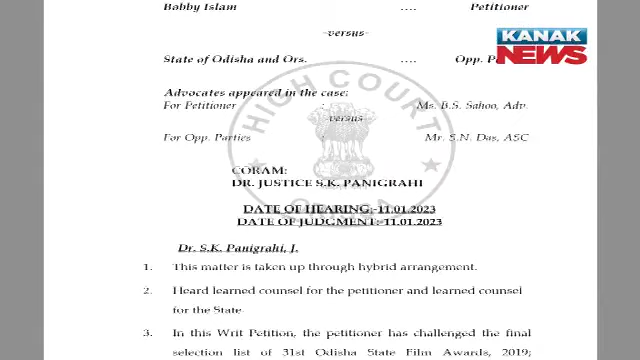 Bobby Islam .... Petitioner
-versus-
State of Odisha and Ors. .... Opp.
KANAK
NEWS
Advocates appeared in the case:
For Petitioner : Ms. B.S. Sahoo, Adv.
-versus-
For Opp. Parties : Mr. S.N. Das, ASC
HIGH COURT
ODISHA
CORAM:
DR. JUSTICE S.K. PANIGRAHI
DATE OF HEARING:-11.01.2023
DATE OF JUDGMENT:-11.01.2023
Dr. S.K. Panigrahi, J.
1. This matter is taken up through hybrid arrangement.
2. Heard learned counsel for the petitioner and learned counsel
for the State
3. In this Writ Petition, the petitioner has challenged the final
selection list of 31st Odisha State Film Awards, 2019;